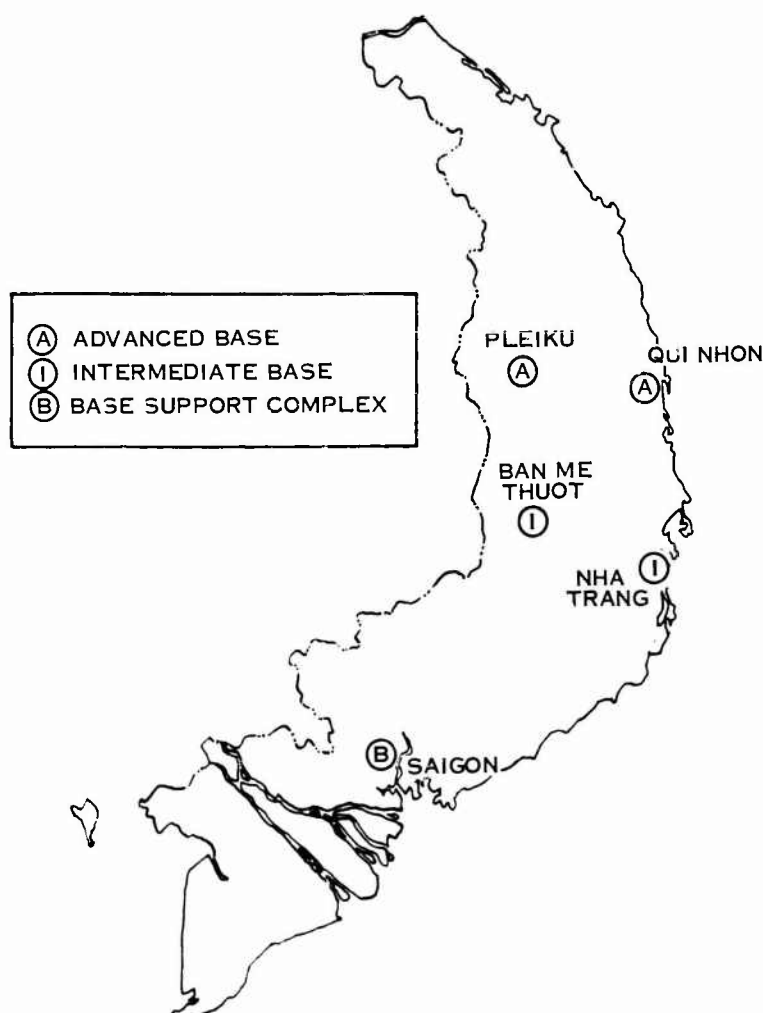 Ⓐ ADVANCED BASE
Ⓘ INTERMEDIATE BASE
Ⓑ BASE SUPPORT COMPLEX
PLEIKU
Ⓐ
QUI NHON
Ⓐ
BAN ME
THUOT
Ⓘ
NHA
TRANG
Ⓘ
Ⓑ
SAIGON